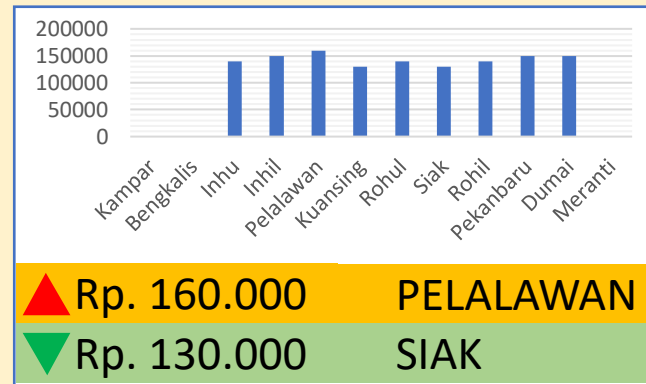 200000
150000
100000
50000
0
Kampar
Bengkalis
Inhu
Inhil
Pelalawan
Kuansing
Rohul
Siak
Rohil
Pekanbaru
Dumai
Meranti
Rp. 160.000 PELALAWAN
Rp. 130.000 SIAK